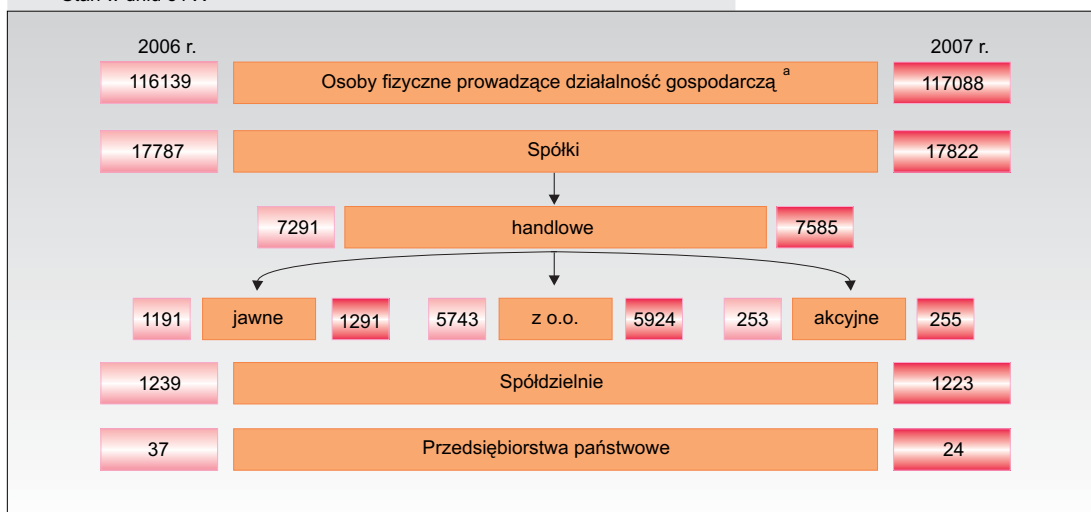 2006 r. 2007 r.
116139 Osoby fizyczne prowadzące działalność gospodarczą a 117088
17787 Spółki 17822
7291 handlowe 7585
1191 jawne 1291 5743 z o.o. 5924 253 akcyjne 255
1239 Spółdzielnie 1223
37 Przedsiębiorstwa państwowe 24